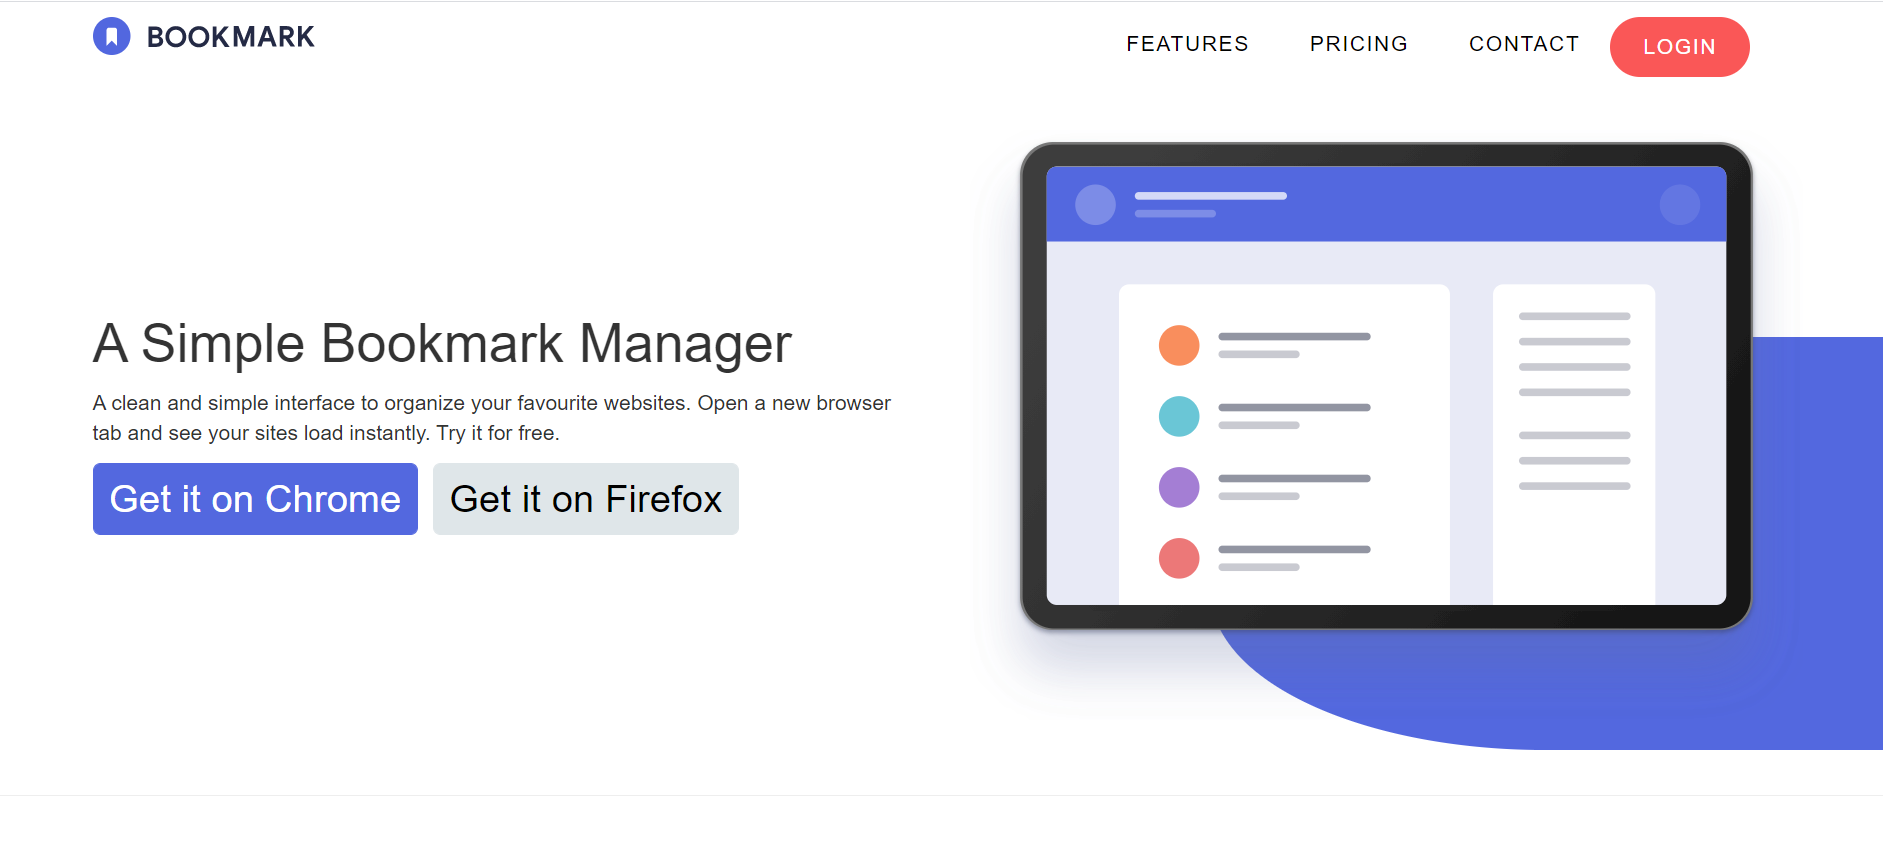 BOOKMARK
FEATURES PRICING CONTACT LOGIN
A Simple Bookmark Manager
A clean and simple interface to organize your favourite websites. Open a new browser
tab and see your sites load instantly. Try it for free.
Get it on Chrome Get it on Firefox